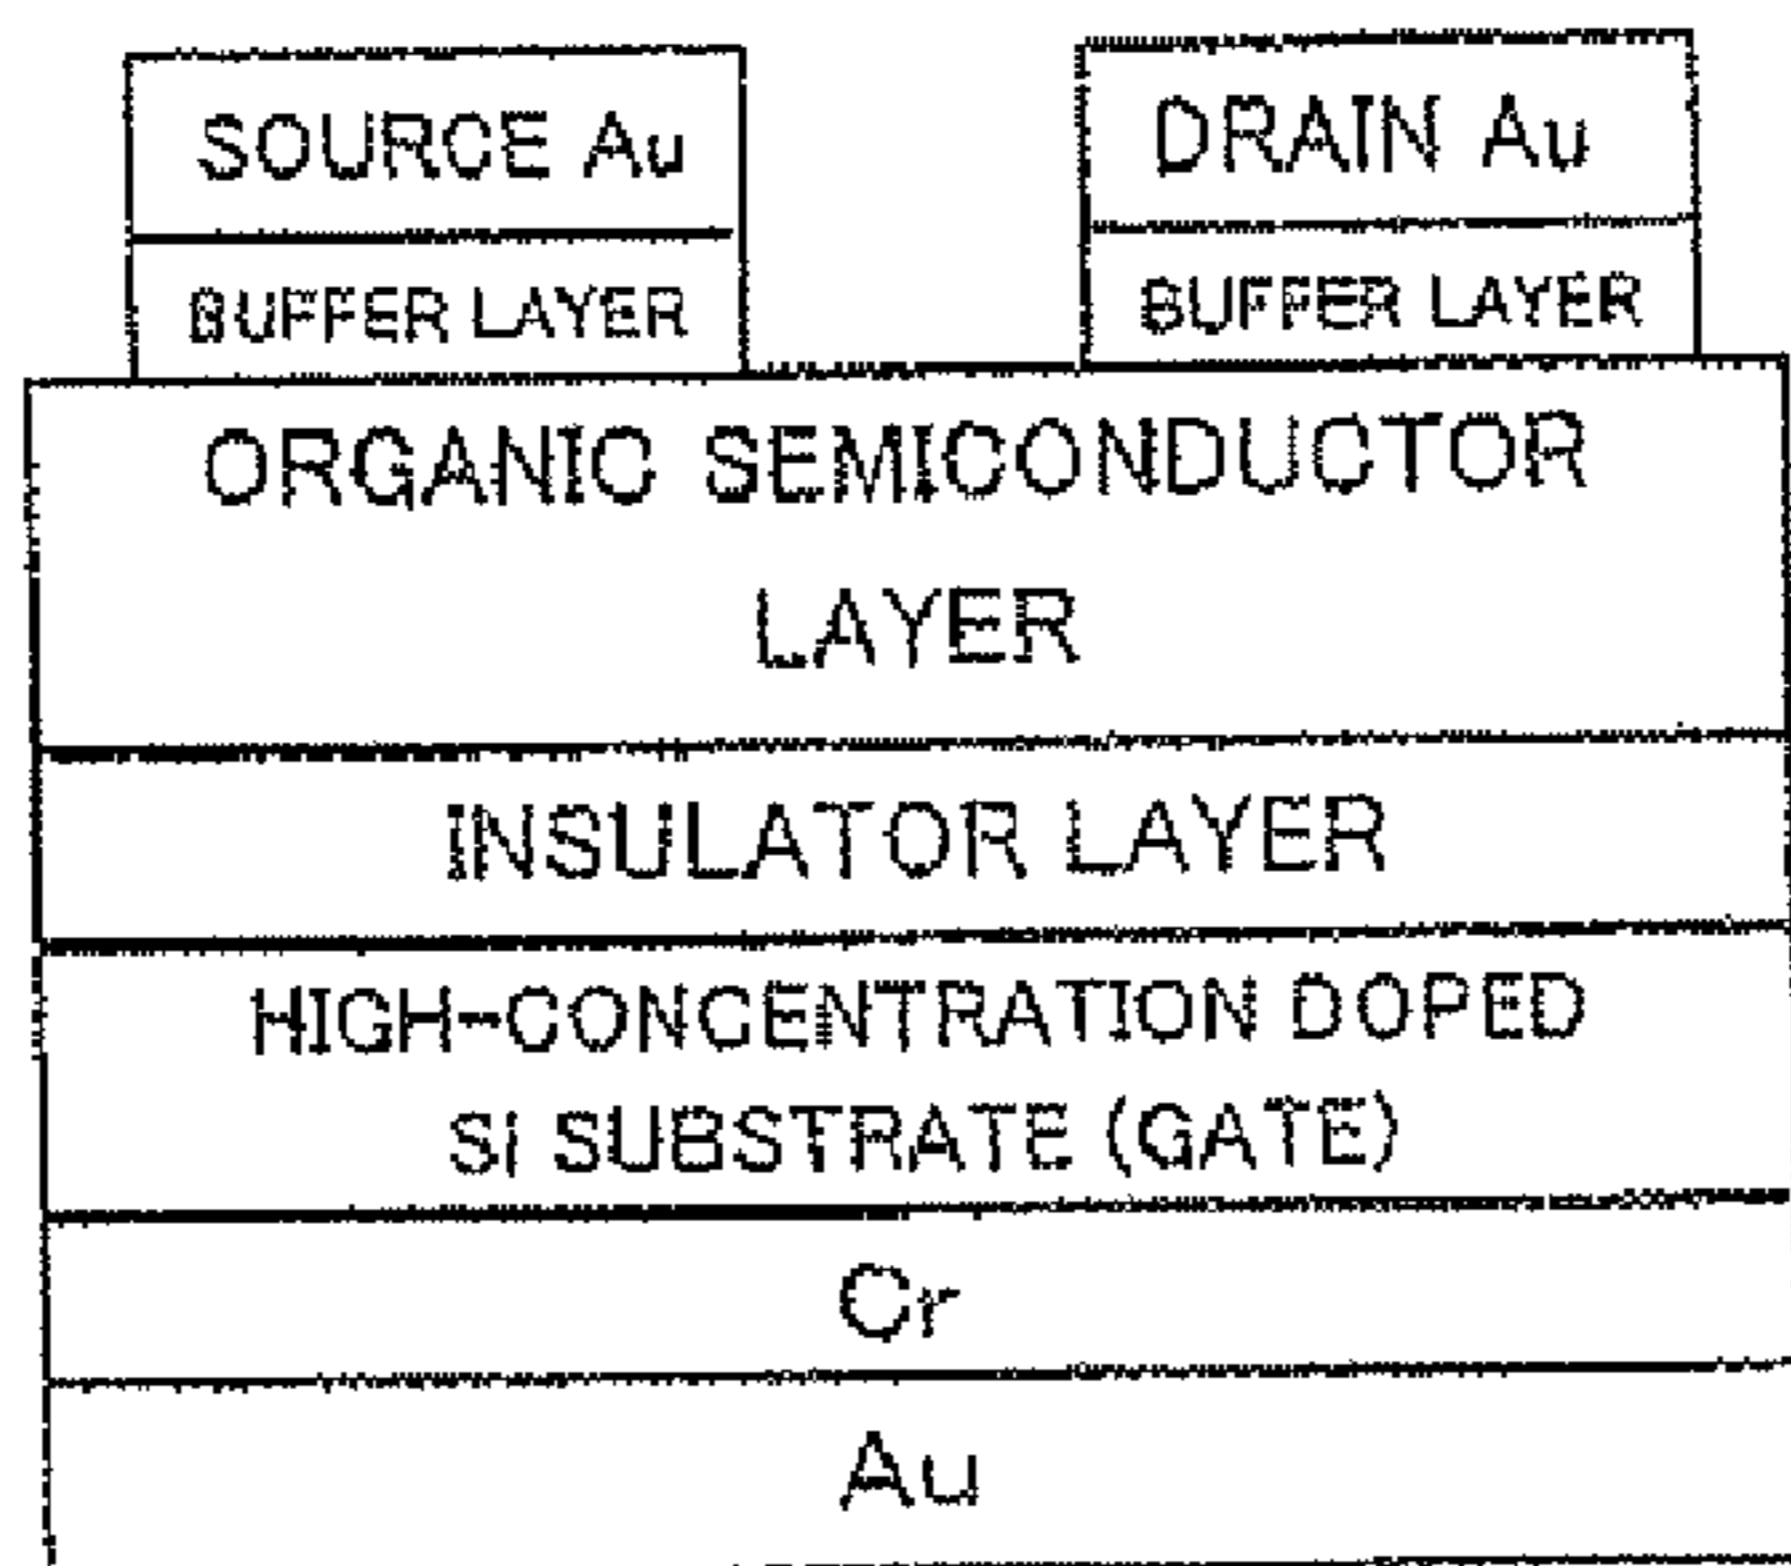 SOURCE Au
DRAIN Au
BUFFER LAYER
BUFFER LAYER
ORGANIC SEMICONDUCTOR
LAYER
INSULATOR LAYER
HIGH-CONCENTRATION DOPED
Si SUBSTRATE (GATE)
Cr
Au